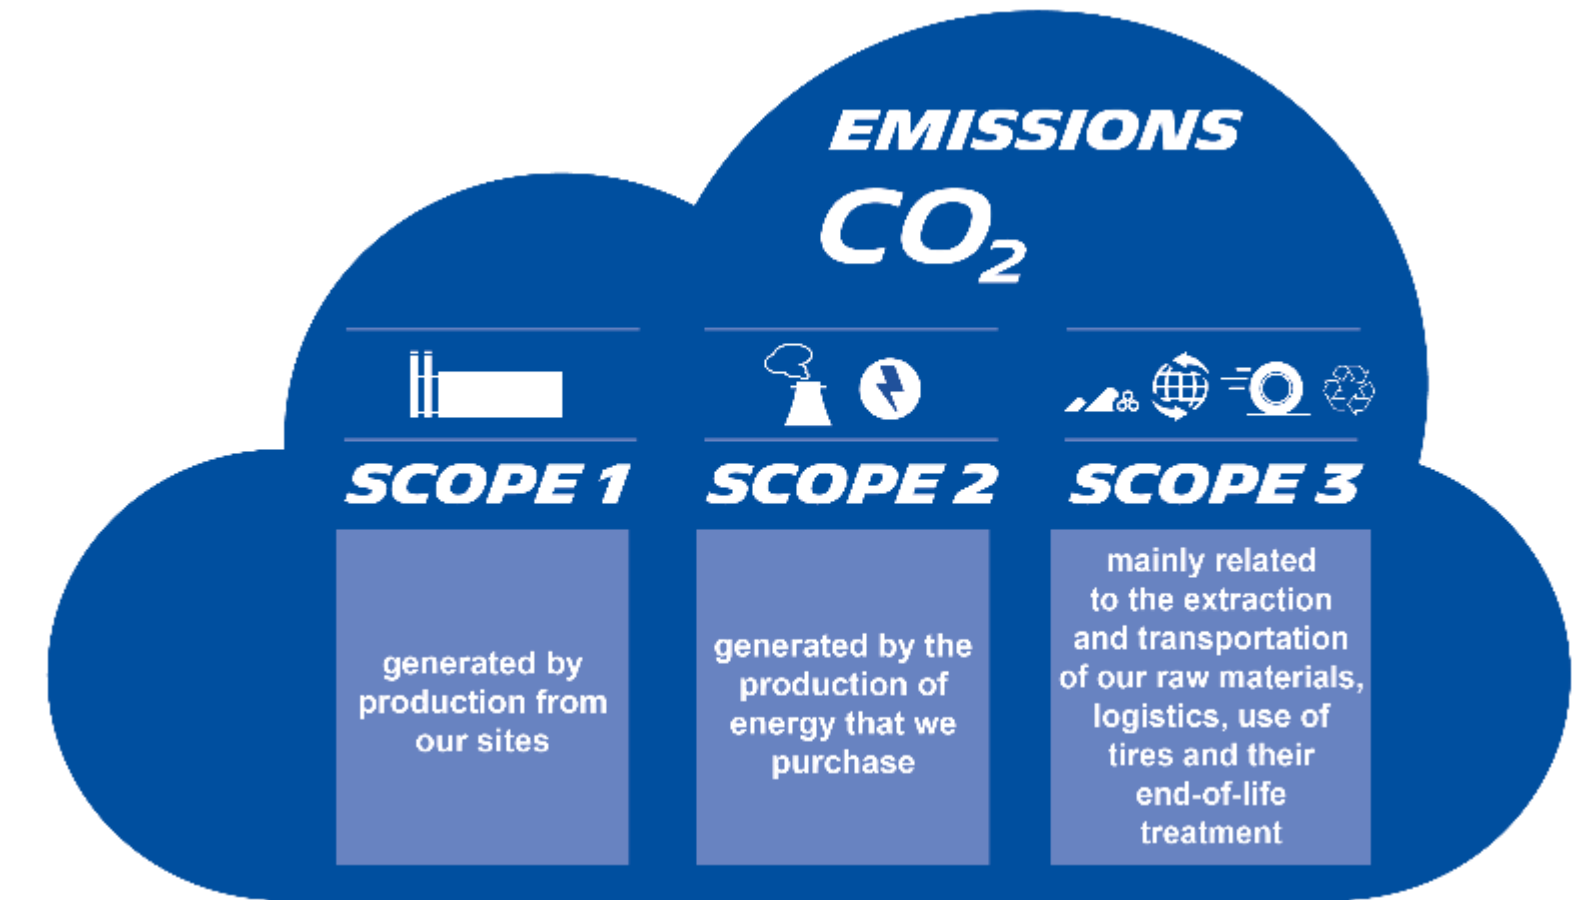 EMISSIONS
CO₂
SCOPE 1
generated by
production from
our sites
SCOPE 2
generated by the
production of
energy that we
purchase
SCOPE 3
mainly related
to the extraction
and transportation
of our raw materials,
logistics, use of
tires and their
end-of-life
treatment